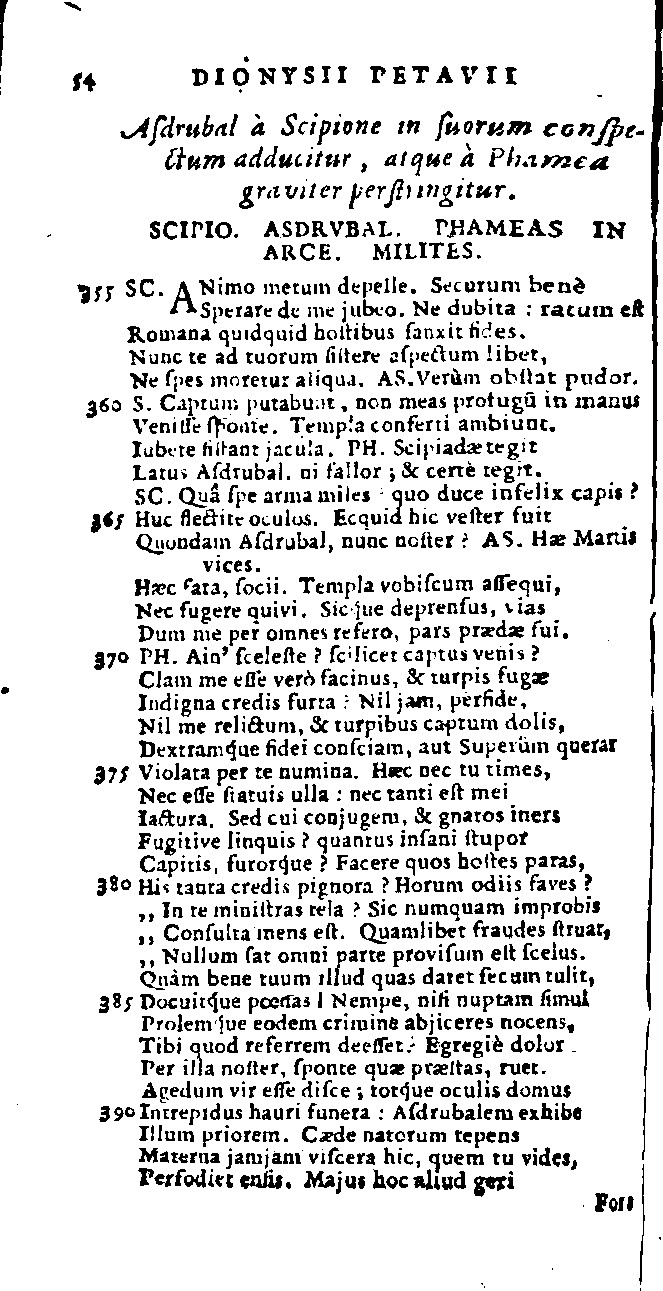 54 DIONYSII PETAVII
Asdrubal à Scipione in suorum conspe-
ctum adducitur, atque à Phamea
graviter perstringitur.
SCIPIO. ASDRVBAL. PHAMEAS IN
ARCE. MILITES.
355 SC. ANimo metum depelle. Securum benè
Sperare de me jubeo. Ne dubita : ratum est
Romana quidquid hostibus sanxit fides.
Nunc te ad tuorum sistere aspectum libet,
Ne spes moretur aliqua. AS. Verùm obstat pudor.
360 S. Captum putabunt, non meas profugũ in manus
Venisse sponte. Templa conferti ambiunt.
Iubete sistant jacula. PH. Scipiadæ tegit
Latus Asdrubal, ni fallor ; & certè tegit.
SC. Quâ spe arma miles ? quo duce infelix capis ?
365 Huc flectite oculos. Ecquid hic vester fuit
Quondam Asdrubal, nunc noster ? AS. Hæ Martis
vices.
Hæc fata, socii. Templa vobiscum assequi,
Nec fugere quivi. Sicque deprensus, vias
Dum me per omnes refero, pars prædæ fui.
370 PH. Ain' sceleste ? scilicet captus venis ?
Clam me esse verò facinus, & turpis fugæ
Indigna credis furta ? Nil jam, perfide,
Nil me relictum, & turpibus captum dolis,
Dextramque fidei consciam, aut Superûm querar
375 Violata per te numina. Hæc nec tu times,
Nec esse statuis ulla : nec tanti est mei
Iactura. Sed cui conjugem, & gnatos iners
Fugitive linquis ? quantus insani stupor
Capitis, furorque ? Facere quos hostes paras,
380 His tanta credis pignora ? Horum odiis faves ?
,, In te ministras tela ? Sic numquam improbis
,, Consulta mens est. Quamlibet fraudes struat,
,, Nullum sat omni parte provisum est scelus.
Quàm bene tuum illud quas daret secum tulit,
385 Docuitque pœnas ! Nempe, nisi nuptam simul
Prolemque eodem crimine abjiceres nocens,
Tibi quod referrem deesset. Egregiè dolor
Per illa noster, sponte quæ præstas, ruet.
Agedum vir esse disce ; torque oculis domus
390 Intrepidus hauri funera : Asdrubalem exhibe
Illum priorem. Cæde natorum tepens
Materna jamjam viscera hic, quem tu vides,
Perfodiet ensis. Majus hoc aliud geri
Fors